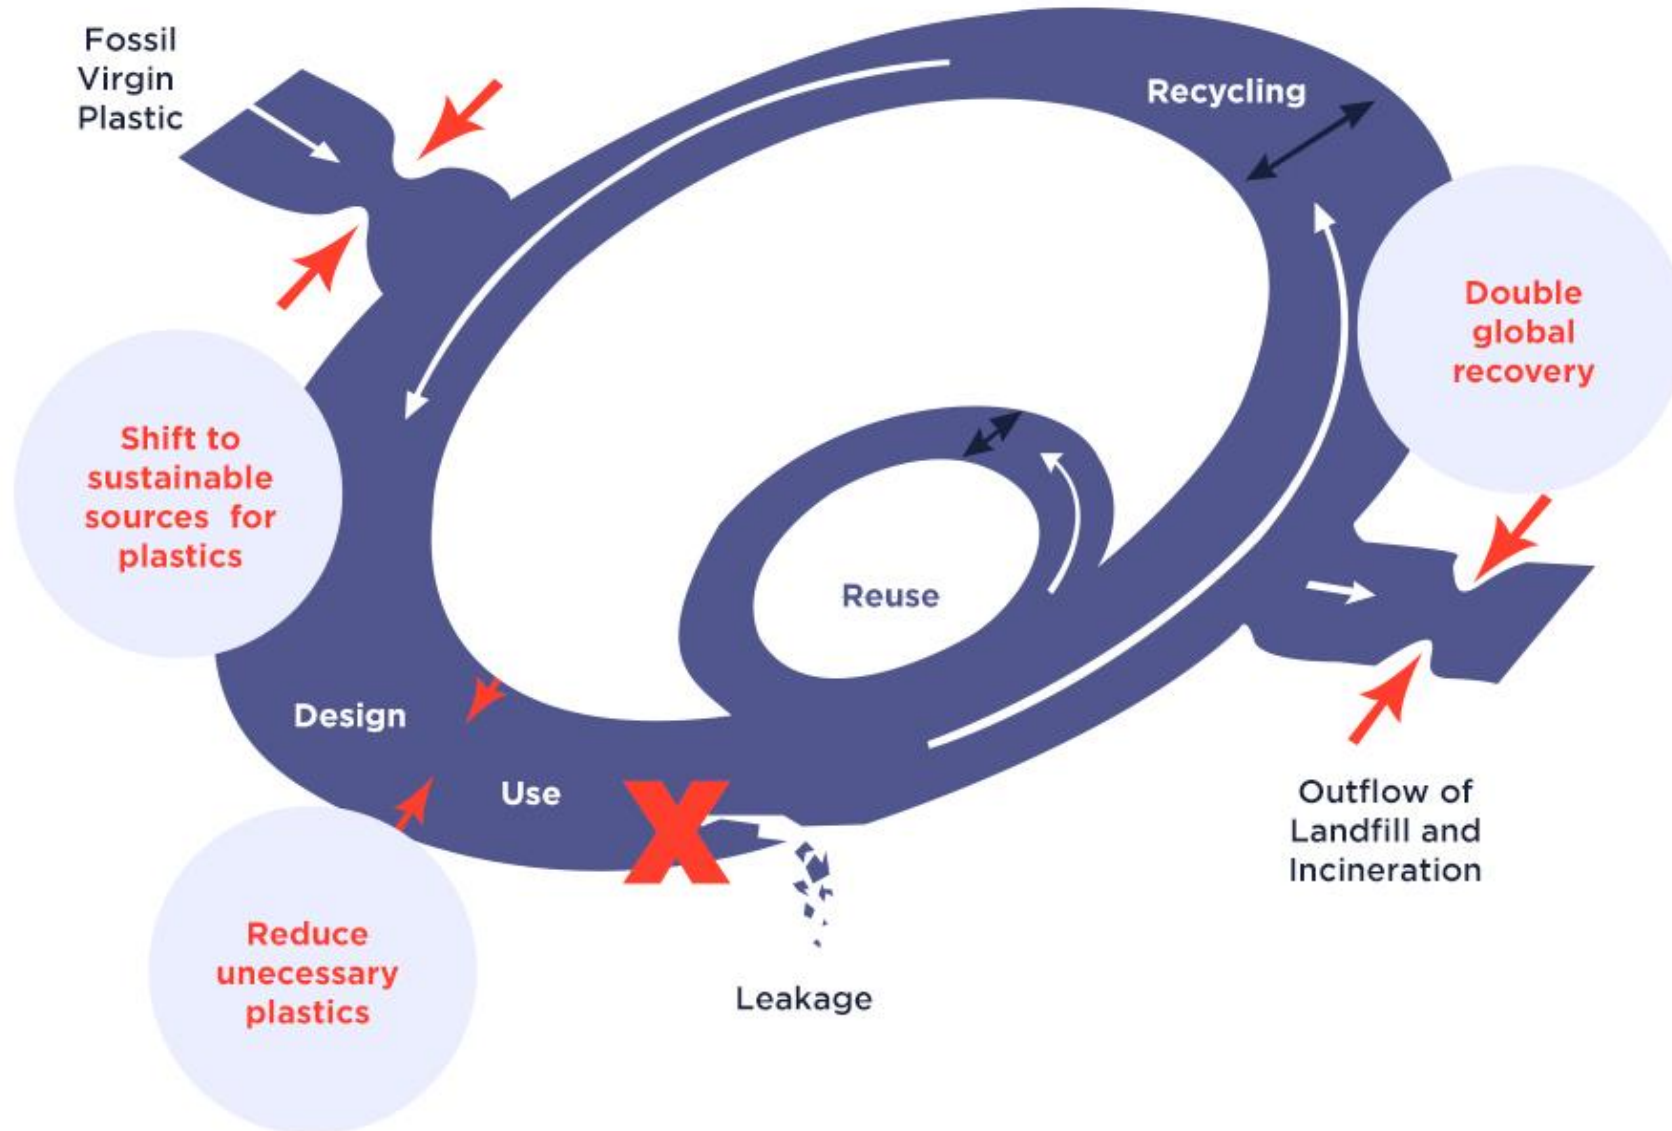 Fossil
Virgin
Plastic
Recycling
Double
global
recovery
Shift to
sustainable
sources for
plastics
Reuse
Design
Use
X
Outflow of
Landfill and
Incineration
Reduce
unecessary
plastics
Leakage